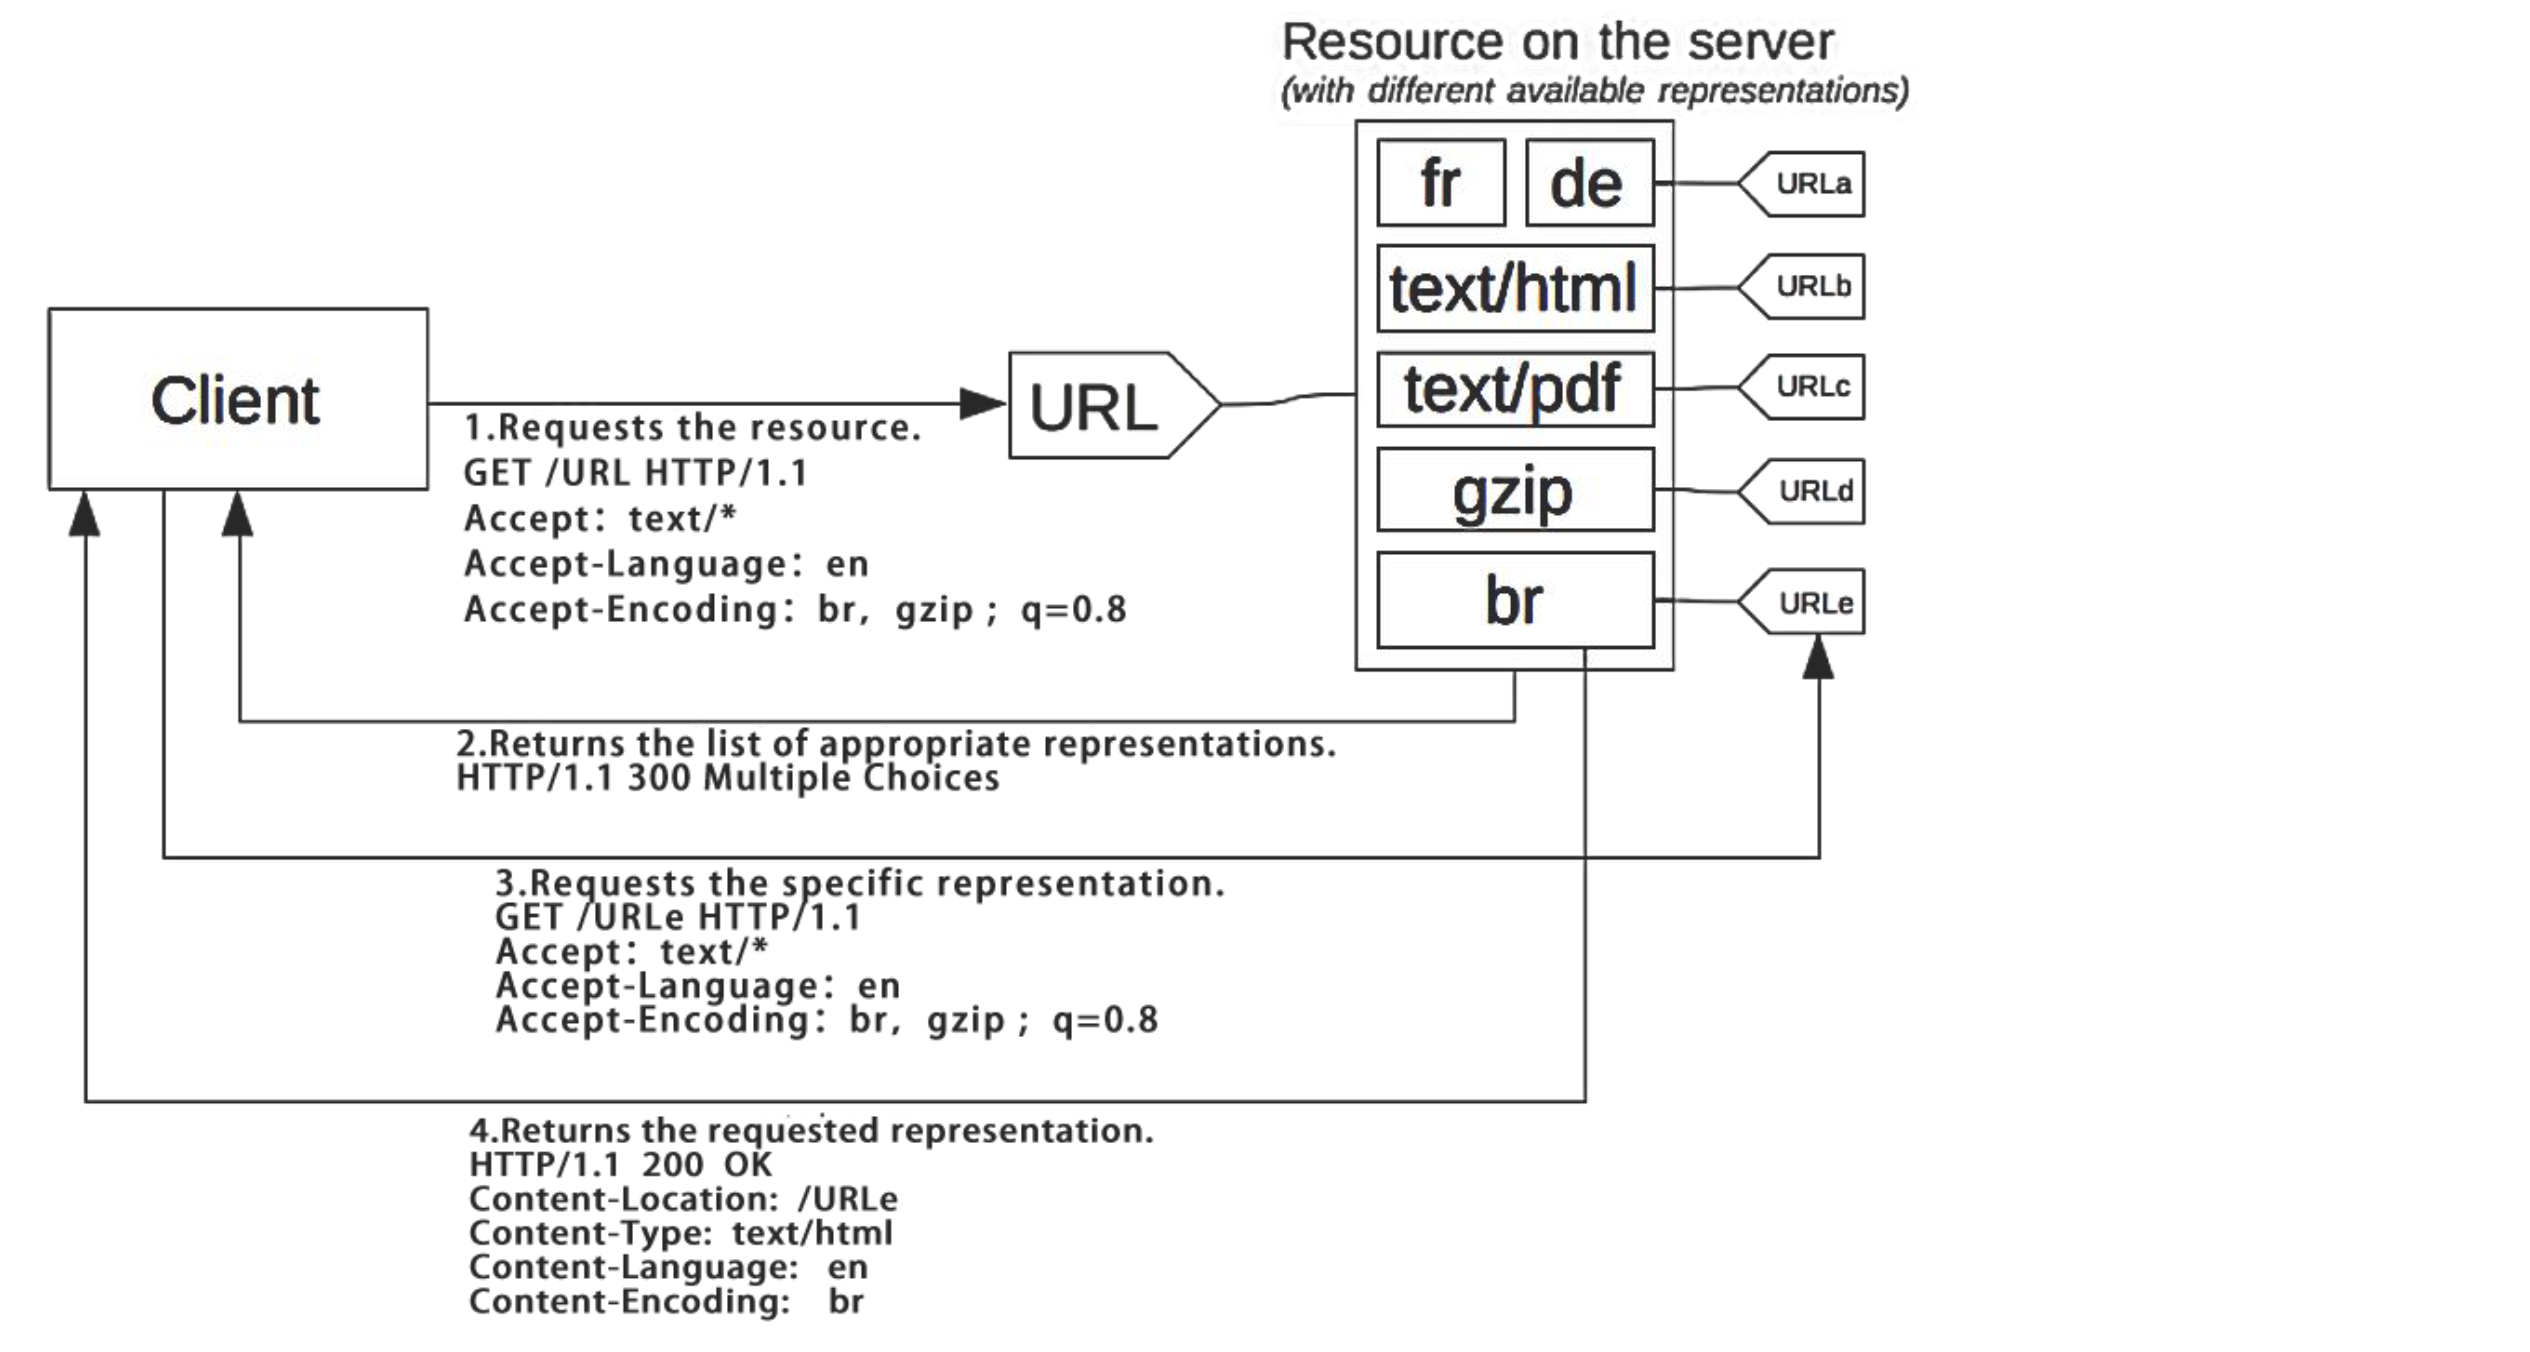 Resource on the server
(with different available representations)
fr
de
URLa
text/html
URLb
Client
URL
text/pdf
URLc
1.Requests the resource.
GET /URL HTTP/1.1
Accept: text/*
Accept-Language: en
Accept-Encoding: br, gzip ; q=0.8
gzip
URLd
br
URLe
2.Returns the list of appropriate representations.
HTTP/1.1 300 Multiple Choices
3.Requests the specific representation.
GET /URLe HTTP/1.1
Accept: text/*
Accept-Language: en
Accept-Encoding: br, gzip ; q=0.8
4.Returns the requested representation.
HTTP/1.1 200 OK
Content-Location: /URLe
Content-Type: text/html
Content-Language: en
Content-Encoding: br